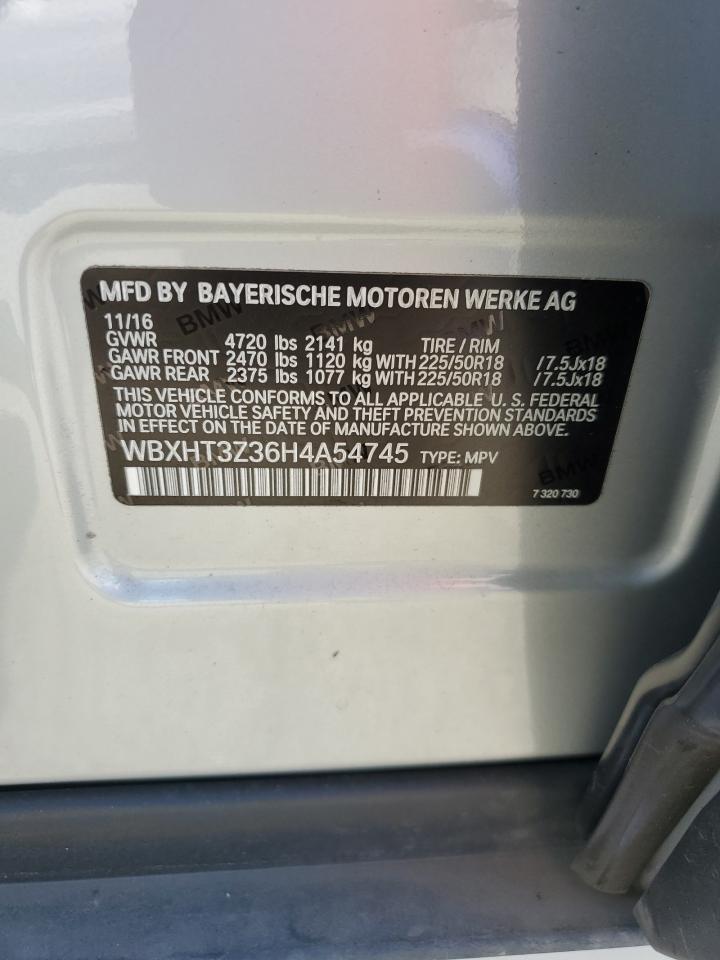 MFD BY BAYERISCHE MOTOREN WERKE AG
11/16
GVWR 4720 lbs 2141 kg TIRE / RIM
GAWR FRONT 2470 lbs 1120 kg WITH 225/50R18 /7.5Jx18
GAWR REAR 2375 lbs 1077 kg WITH 225/50R18 /7.5Jx18
THIS VEHICLE CONFORMS TO ALL APPLICABLE U. S. FEDERAL
MOTOR VEHICLE SAFETY AND THEFT PREVENTION STANDARDS
IN EFFECT ON THE DATE OF MANUFACTURE SHOWN ABOVE.
WBXHT3Z36H4A54745 TYPE: MPV
7 320 730